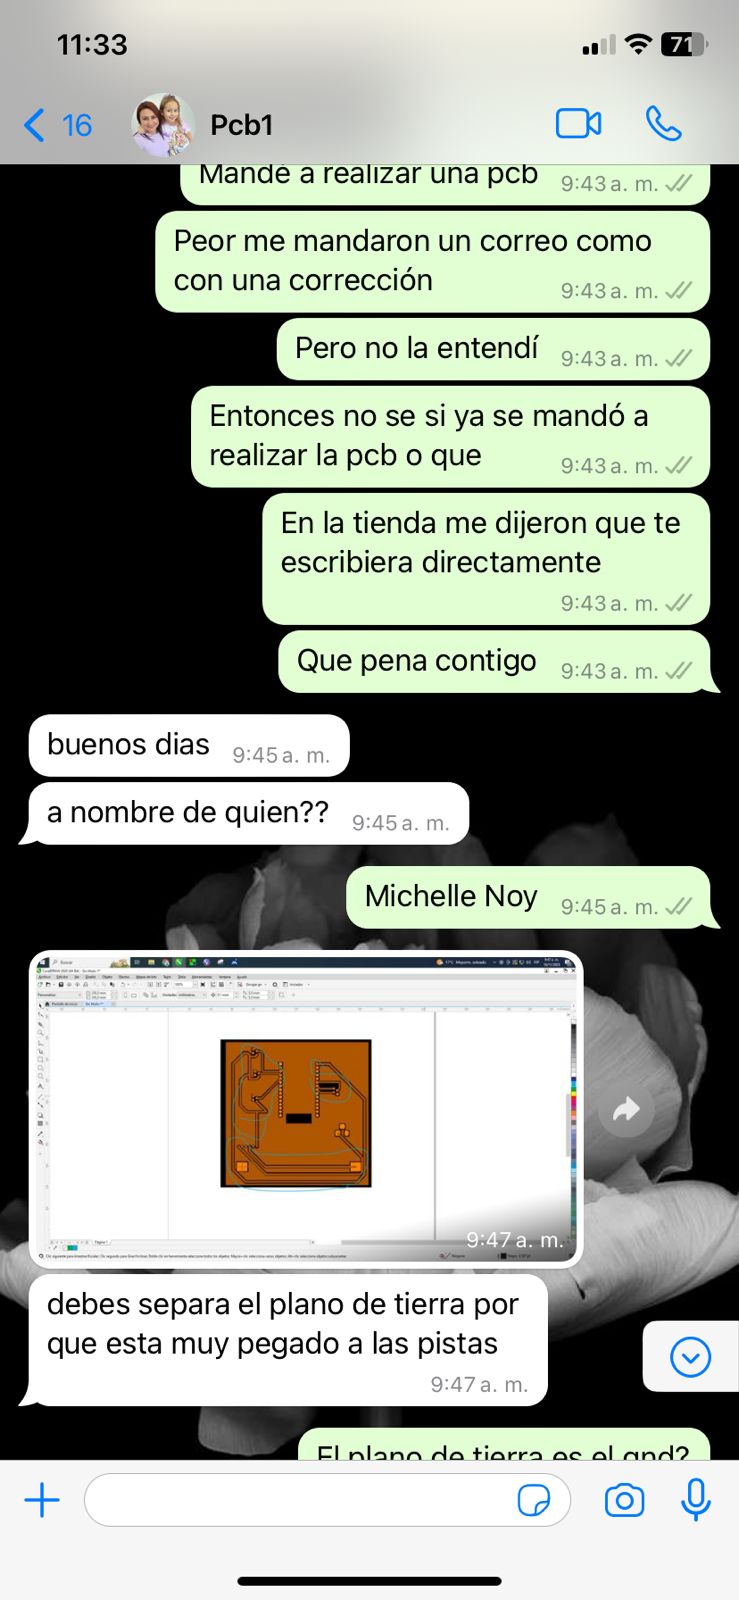 11:33
71
16
Pcb1
Mandé a realizar una pcb 9:43 a. m.
Peor me mandaron un correo como
con una corrección 9:43 a. m.
Pero no la entendí 9:43 a. m.
Entonces no se si ya se mandó a
realizar la pcb o que 9:43 a. m.
En la tienda me dijeron que te
escribiera directamente
9:43 a. m.
Que pena contigo 9:43 a. m.
buenos dias 9:45 a. m.
a nombre de quien?? 9:45 a. m.
Michelle Noy 9:45 a. m.
9:47 a. m.
debes separa el plano de tierra por
que esta muy pegado a las pistas
9:47 a. m.
El plano de tierra es el gnd?